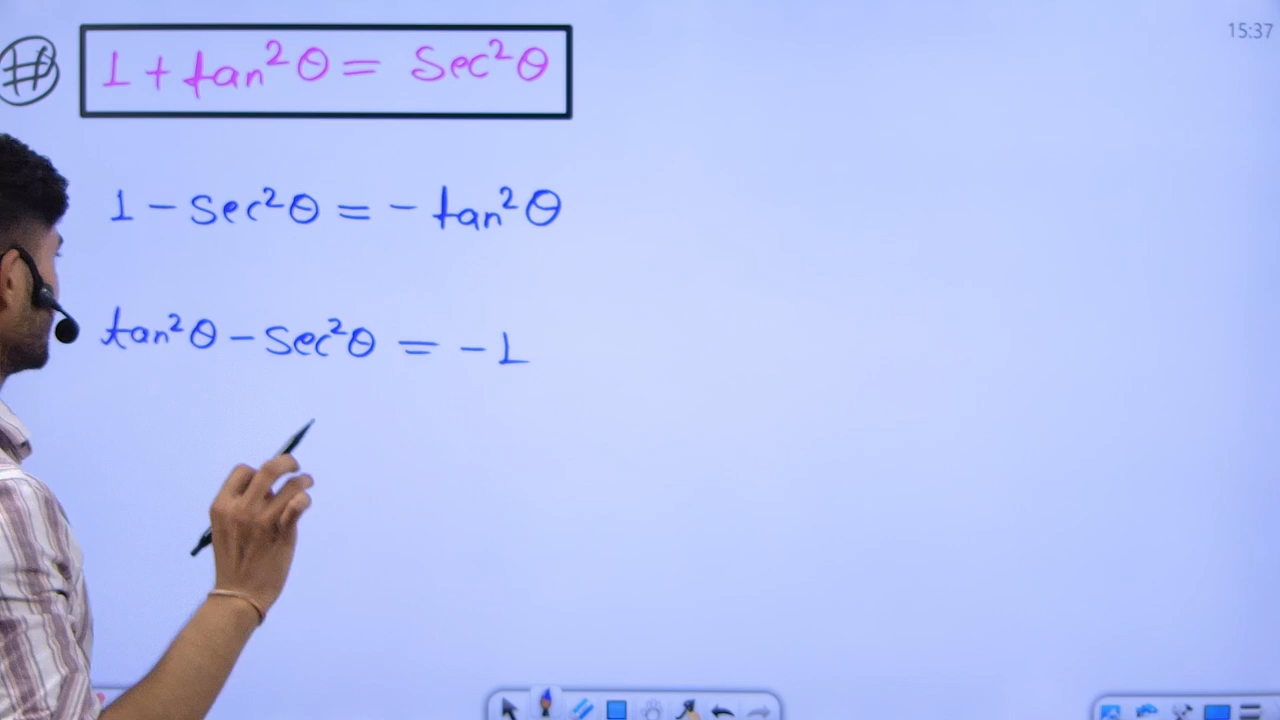 15:37
# 1 + tan²θ = sec²θ
1 - sec²θ = - tan²θ
tan²θ - sec²θ = - 1